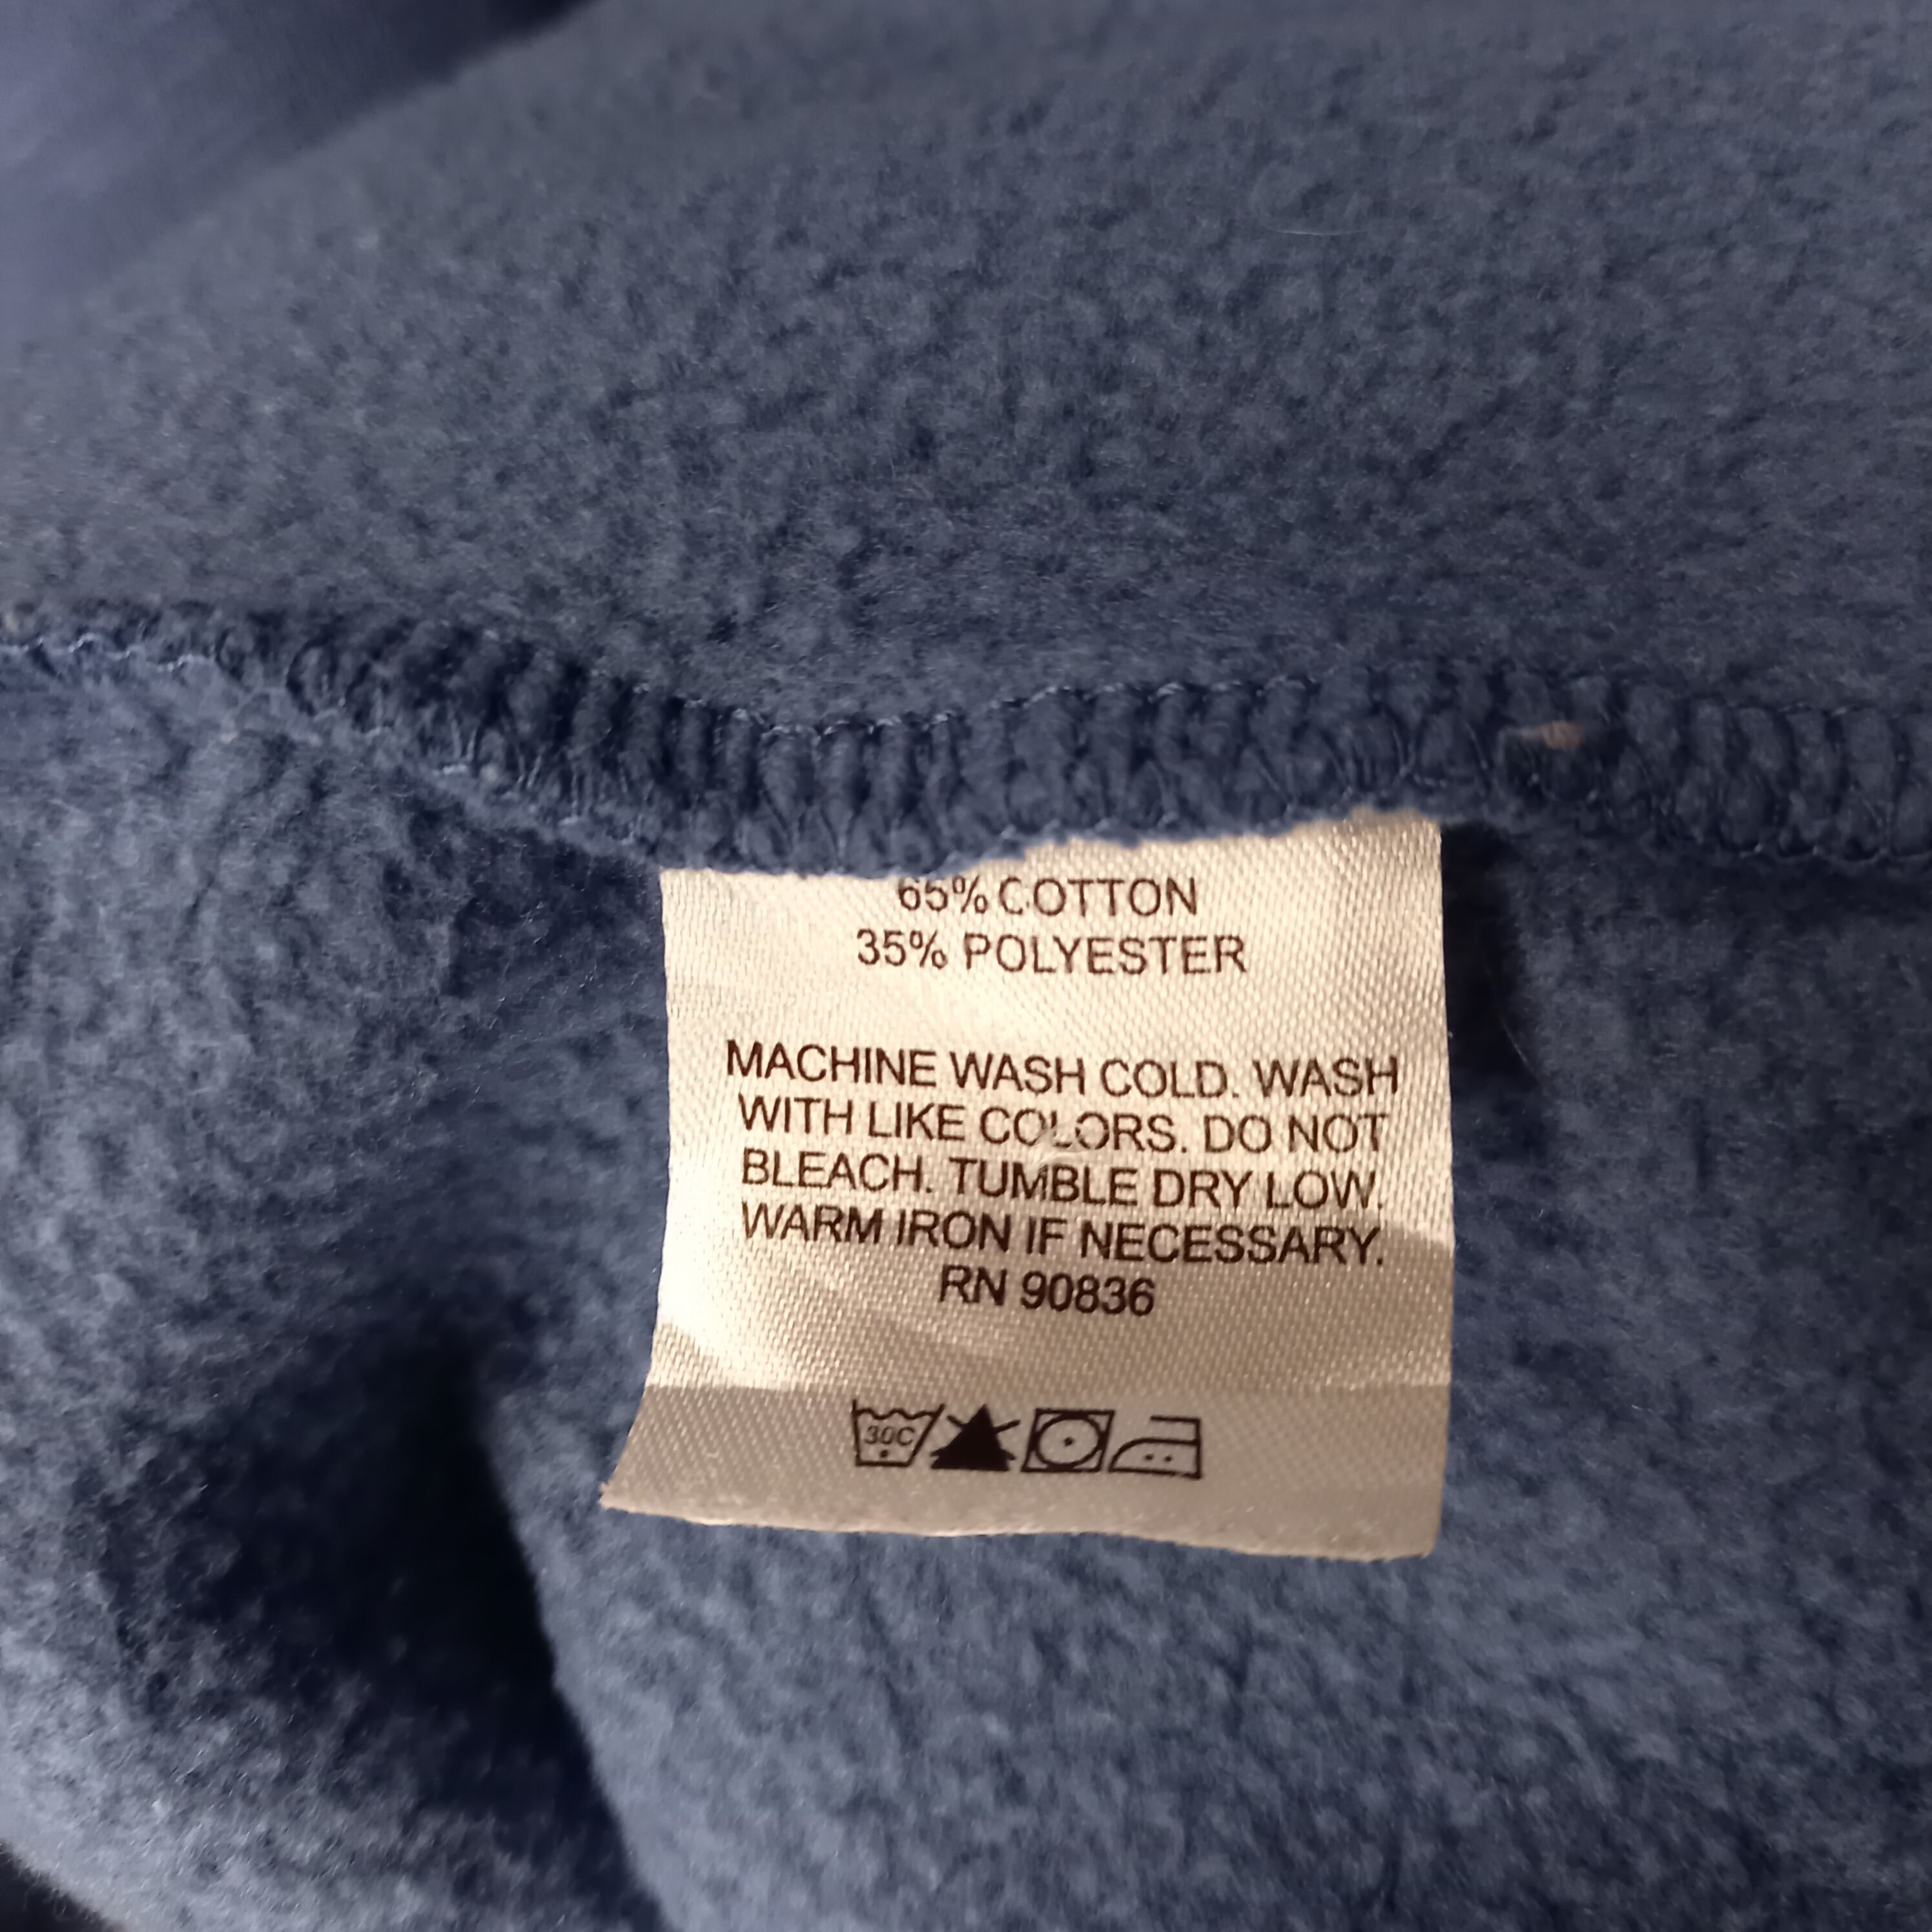 65% COTTON
35% POLYESTER
MACHINE WASH COLD. WASH
WITH LIKE COLORS. DO NOT
BLEACH. TUMBLE DRY LOW.
WARM IRON IF NECESSARY.
RN 90836
30C